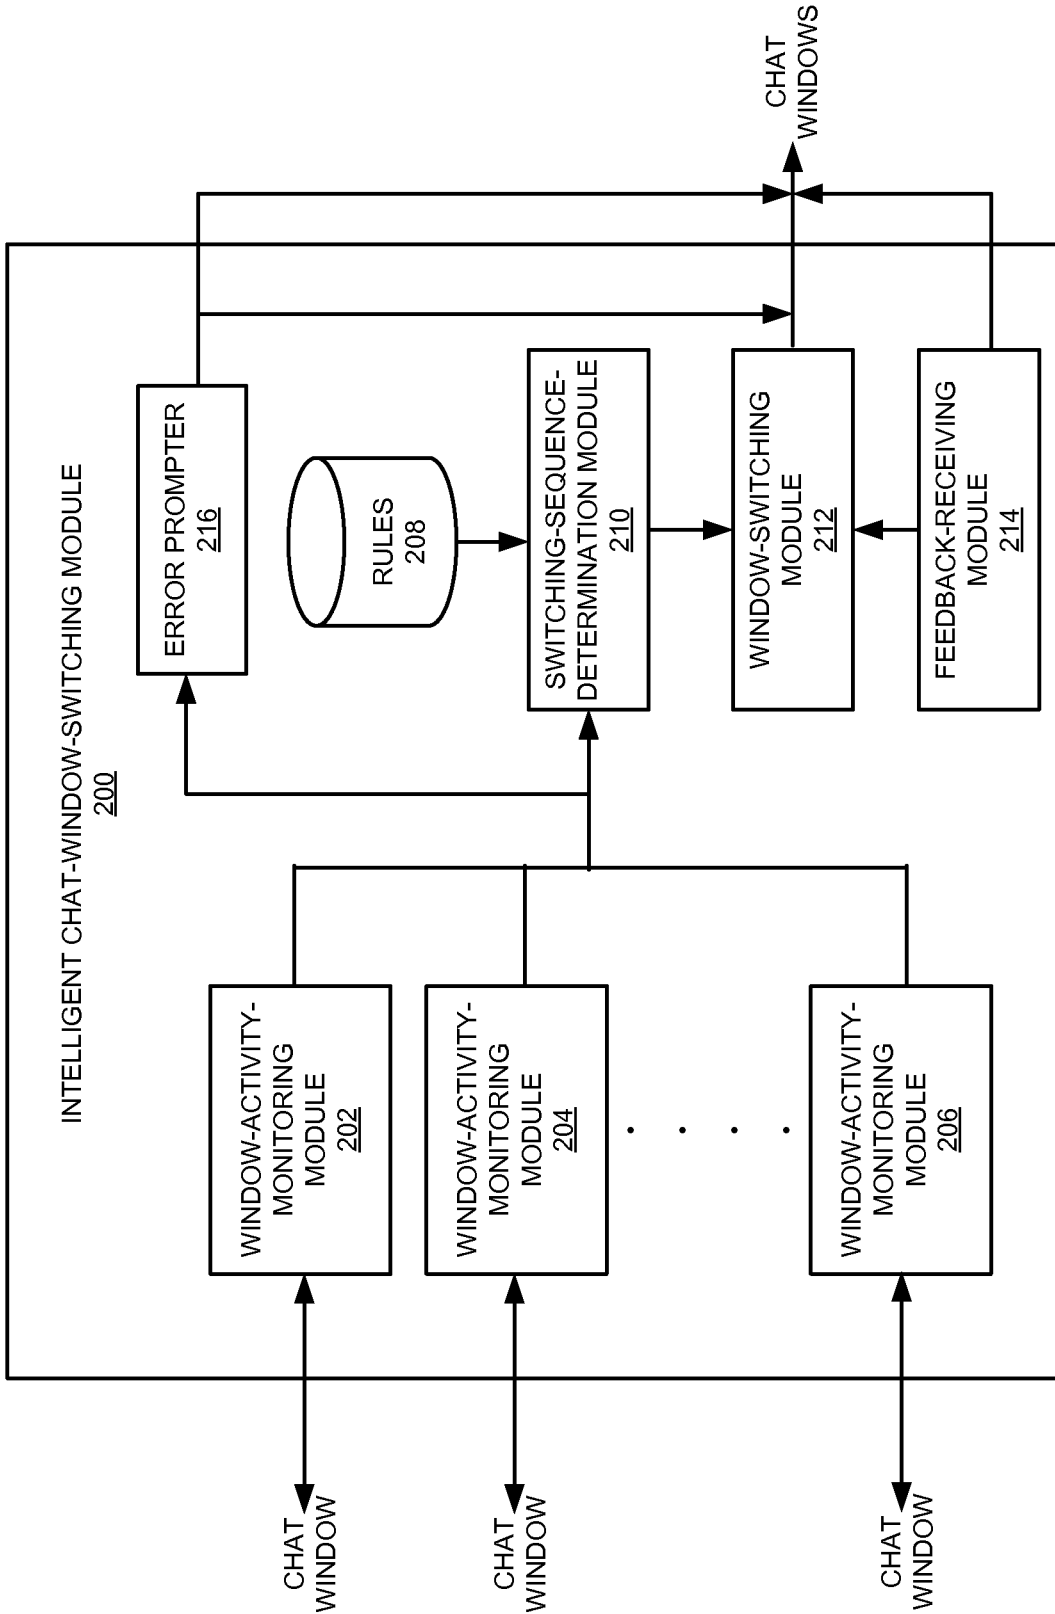 INTELLIGENT CHAT-WINDOW-SWITCHING MODULE
200
CHAT
WINDOW
WINDOW-ACTIVITY-
MONITORING
MODULE
202
CHAT
WINDOW
WINDOW-ACTIVITY-
MONITORING
MODULE
204
CHAT
WINDOW
WINDOW-ACTIVITY-
MONITORING
MODULE
206
ERROR PROMPTER
216
RULES
208
SWITCHING-SEQUENCE-
DETERMINATION MODULE
210
WINDOW-SWITCHING
MODULE
212
FEEDBACK-RECEIVING
MODULE
214
CHAT
WINDOWS